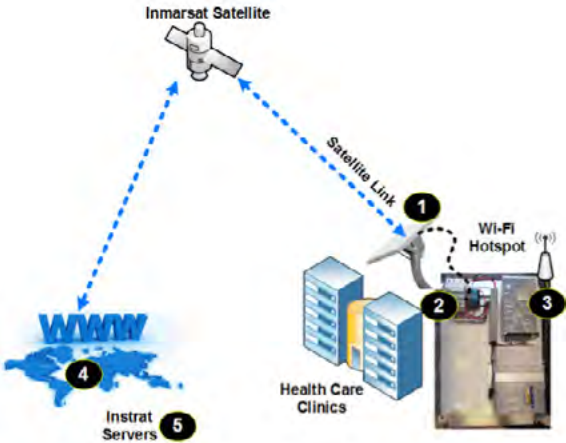 Inmarsat Satellite
Satellite Link
1
Wi-Fi
Hotspot
2
3
WWW
4
Health Care
Clinics
Instrat
Servers
5